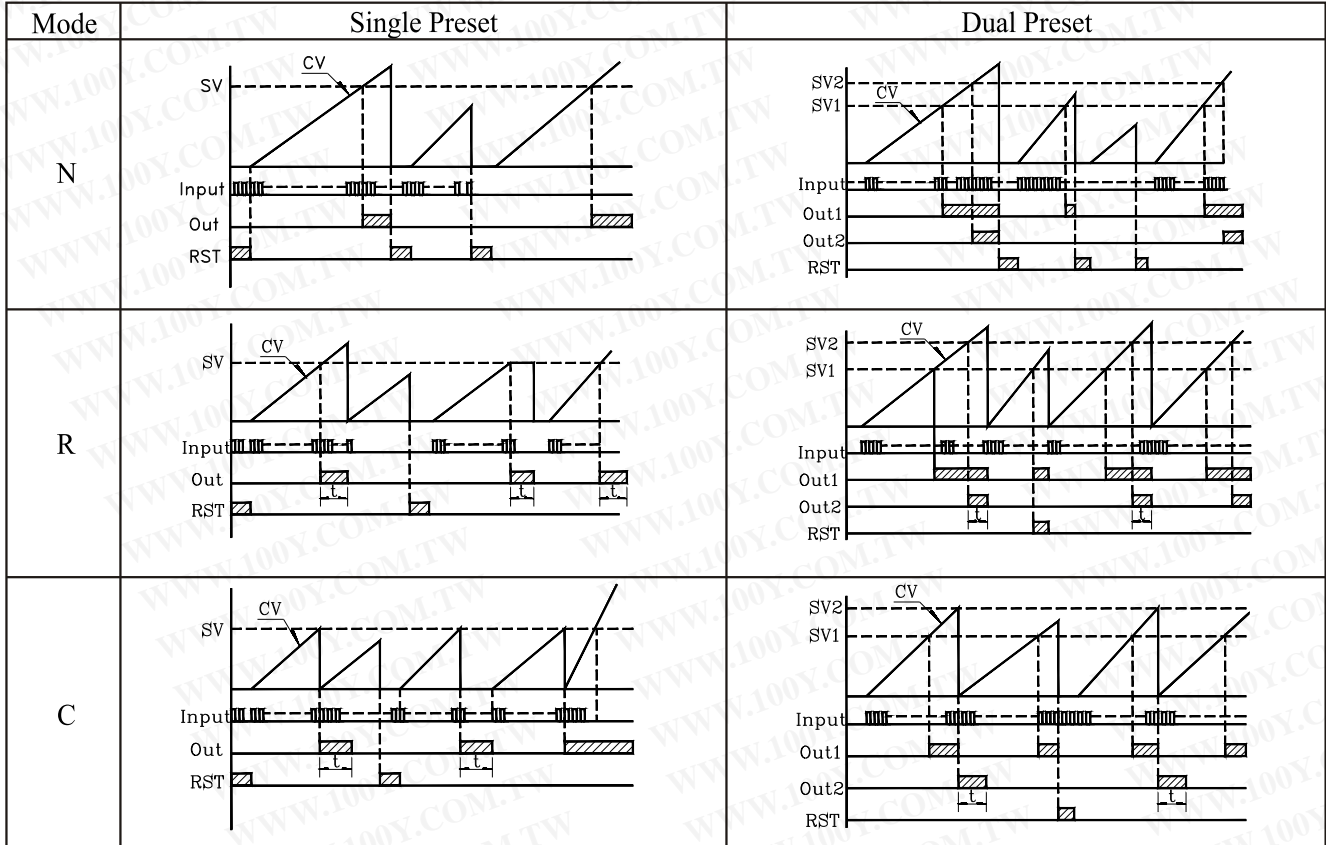 Mode Single Preset Dual Preset
N
SV
CV
Input
Out
RST
SV2
SV1
CV
Input
Out1
Out2
RST
R
SV
CV
Input
Out
t
t
t
RST
SV2
SV1
CV
Input
Out1
Out2
t
t
RST
C
SV
CV
Input
Out
t
t
RST
SV2
SV1
CV
Input
Out1
Out2
t
t
RST
WWW.100Y.COM.TW